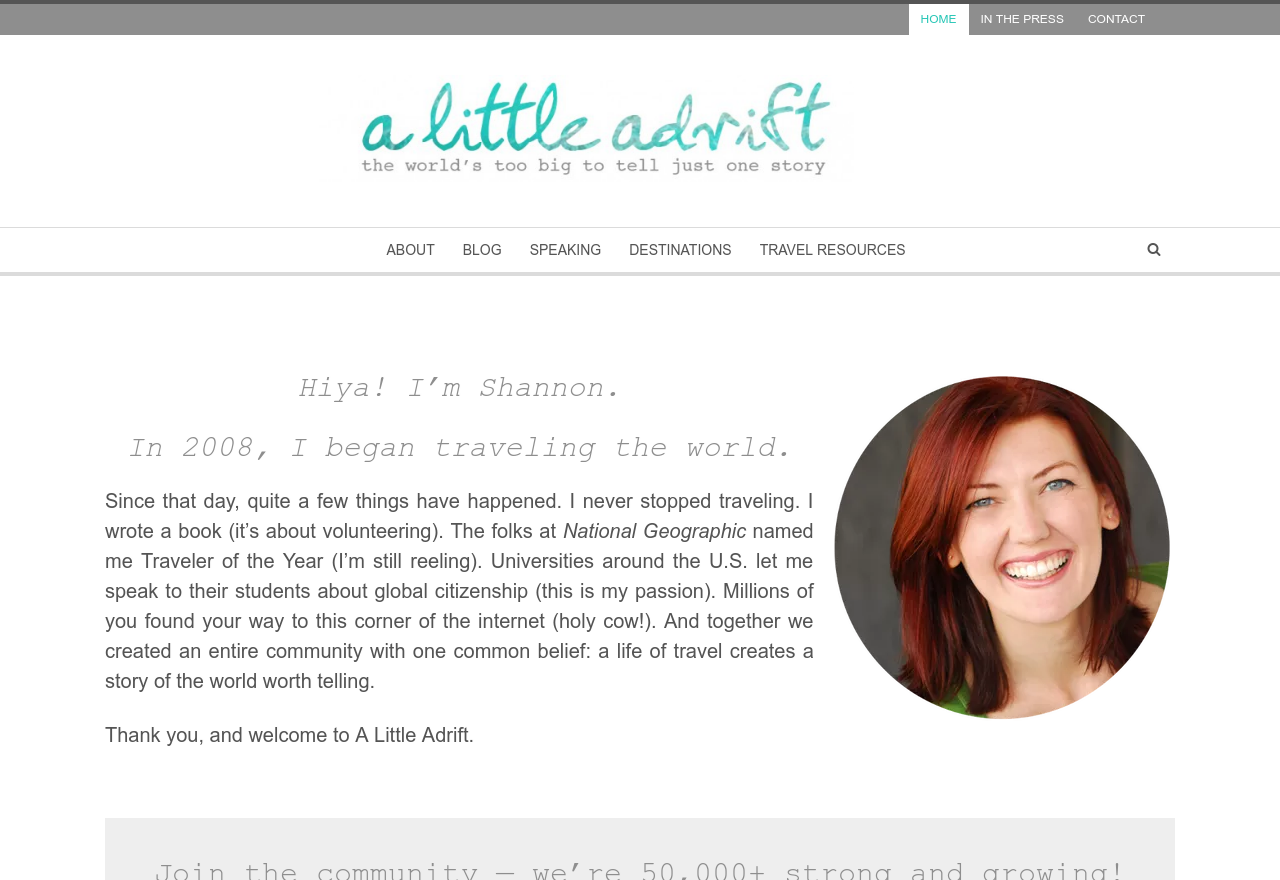 HOME IN THE PRESS CONTACT
a little adrift
the world's too big to tell just one story
ABOUT BLOG SPEAKING DESTINATIONS TRAVEL RESOURCES
Hiya! I’m Shannon.
In 2008, I began traveling the world.
Since that day, quite a few things have happened. I never stopped traveling. I
wrote a book (it’s about volunteering). The folks at National Geographic named
me Traveler of the Year (I’m still reeling). Universities around the U.S. let me
speak to their students about global citizenship (this is my passion). Millions of
you found your way to this corner of the internet (holy cow!). And together we
created an entire community with one common belief: a life of travel creates a
story of the world worth telling.
Thank you, and welcome to A Little Adrift.
Join the community — we’re 50,000+ strong and growing!